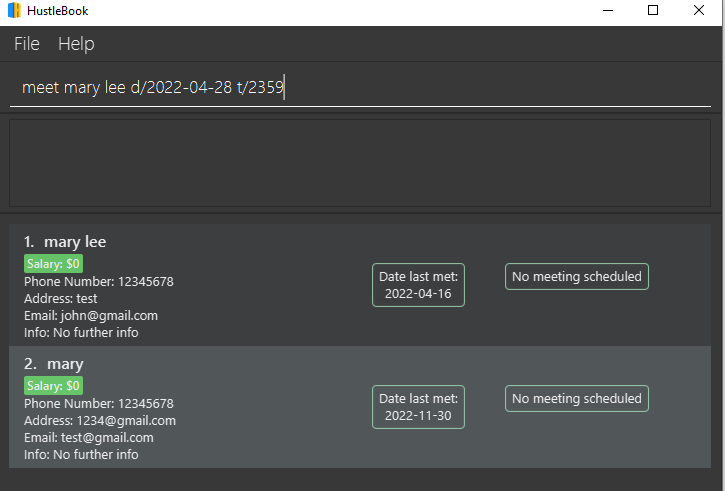 HustleBook
File Help
meet mary lee d/2022-04-28 t/2359
1. mary lee
Salary: $0
Phone Number: 12345678
Address: test
Email: john@gmail.com
Info: No further info
Date last met:
2022-04-16
No meeting scheduled
2. mary
Salary: $0
Phone Number: 12345678
Address: 1234@gmail.com
Email: test@gmail.com
Info: No further info
Date last met:
2022-11-30
No meeting scheduled